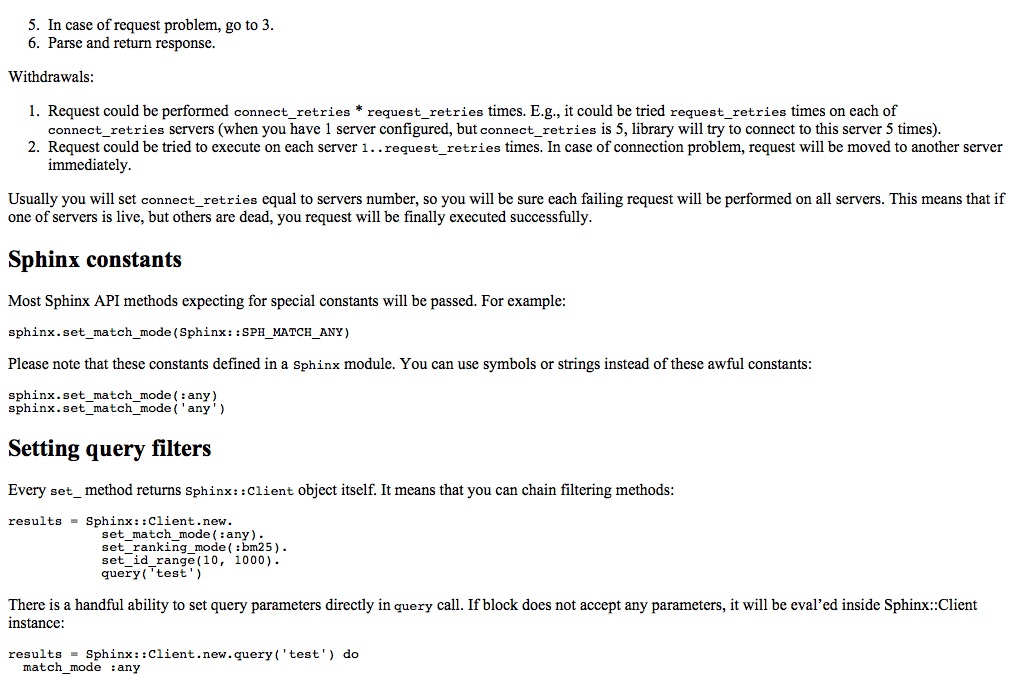 5. In case of request problem, go to 3.
6. Parse and return response.
Withdrawals:
1. Request could be performed connect_retries * request_retries times. E.g., it could be tried request_retries times on each of
connect_retries servers (when you have 1 server configured, but connect_retries is 5, library will try to connect to this server 5 times).
2. Request could be tried to execute on each server 1..request_retries times. In case of connection problem, request will be moved to another server
immediately.
Usually you will set connect_retries equal to servers number, so you will be sure each failing request will be performed on all servers. This means that if
one of servers is live, but others are dead, you request will be finally executed successfully.
Sphinx constants
Most Sphinx API methods expecting for special constants will be passed. For example:
sphinx.set_match_mode(Sphinx::SPH_MATCH_ANY)
Please note that these constants defined in a Sphinx module. You can use symbols or strings instead of these awful constants:
sphinx.set_match_mode(:any)
sphinx.set_match_mode('any')
Setting query filters
Every set_ method returns Sphinx::Client object itself. It means that you can chain filtering methods:
results = Sphinx::Client.new.
            set_match_mode(:any).
            set_ranking_mode(:bm25).
            set_id_range(10, 1000).
            query('test')
There is a handful ability to set query parameters directly in query call. If block does not accept any parameters, it will be eval’ed inside Sphinx::Client
instance:
results = Sphinx::Client.new.query('test') do
  match_mode :any